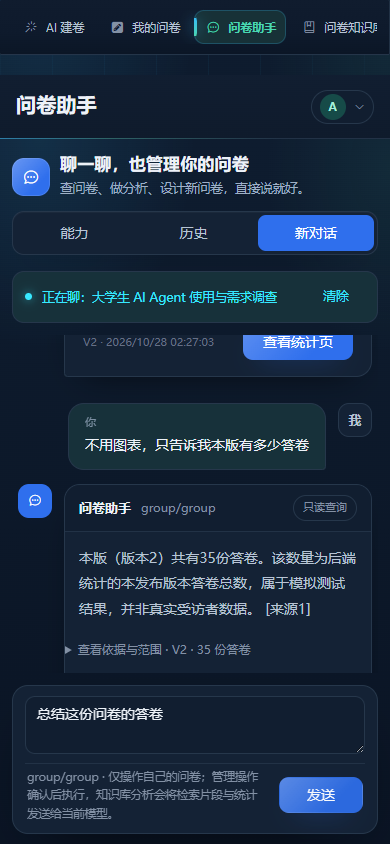 AI 建卷
我的问卷
问卷助手
问卷知识
问卷助手
A
聊一聊，也管理你的问卷
查问卷、做分析、设计新问卷，直接说就好。
能力
历史
新对话
正在聊：大学生 AI Agent 使用与需求调查
清除
V2 · 2026/10/28 02:27:03
查看统计页
你
不用图表，只告诉我本版有多少答卷
我
问卷助手 group/group
只读查询
本版（版本2）共有35份答卷。该数量为后端
统计的本发布版本答卷总数，属于模拟测试
结果，并非真实受访者数据。 [来源1]
查看依据与范围 · V2 · 35 份答卷
总结这份问卷的答卷
group/group · 仅操作自己的问卷；管理操作
确认后执行，知识库分析会将检索片段与统计
发送给当前模型。
发送